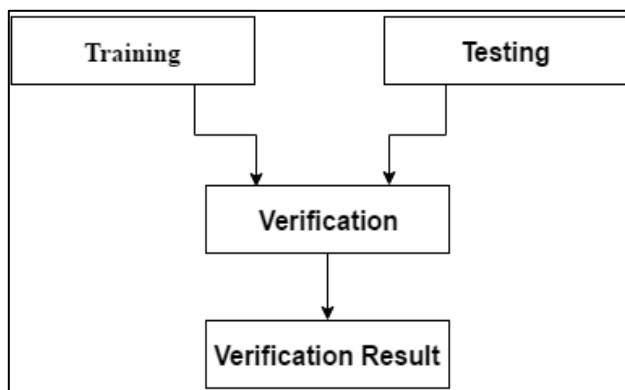 Training
Testing
Verification
Verification Result